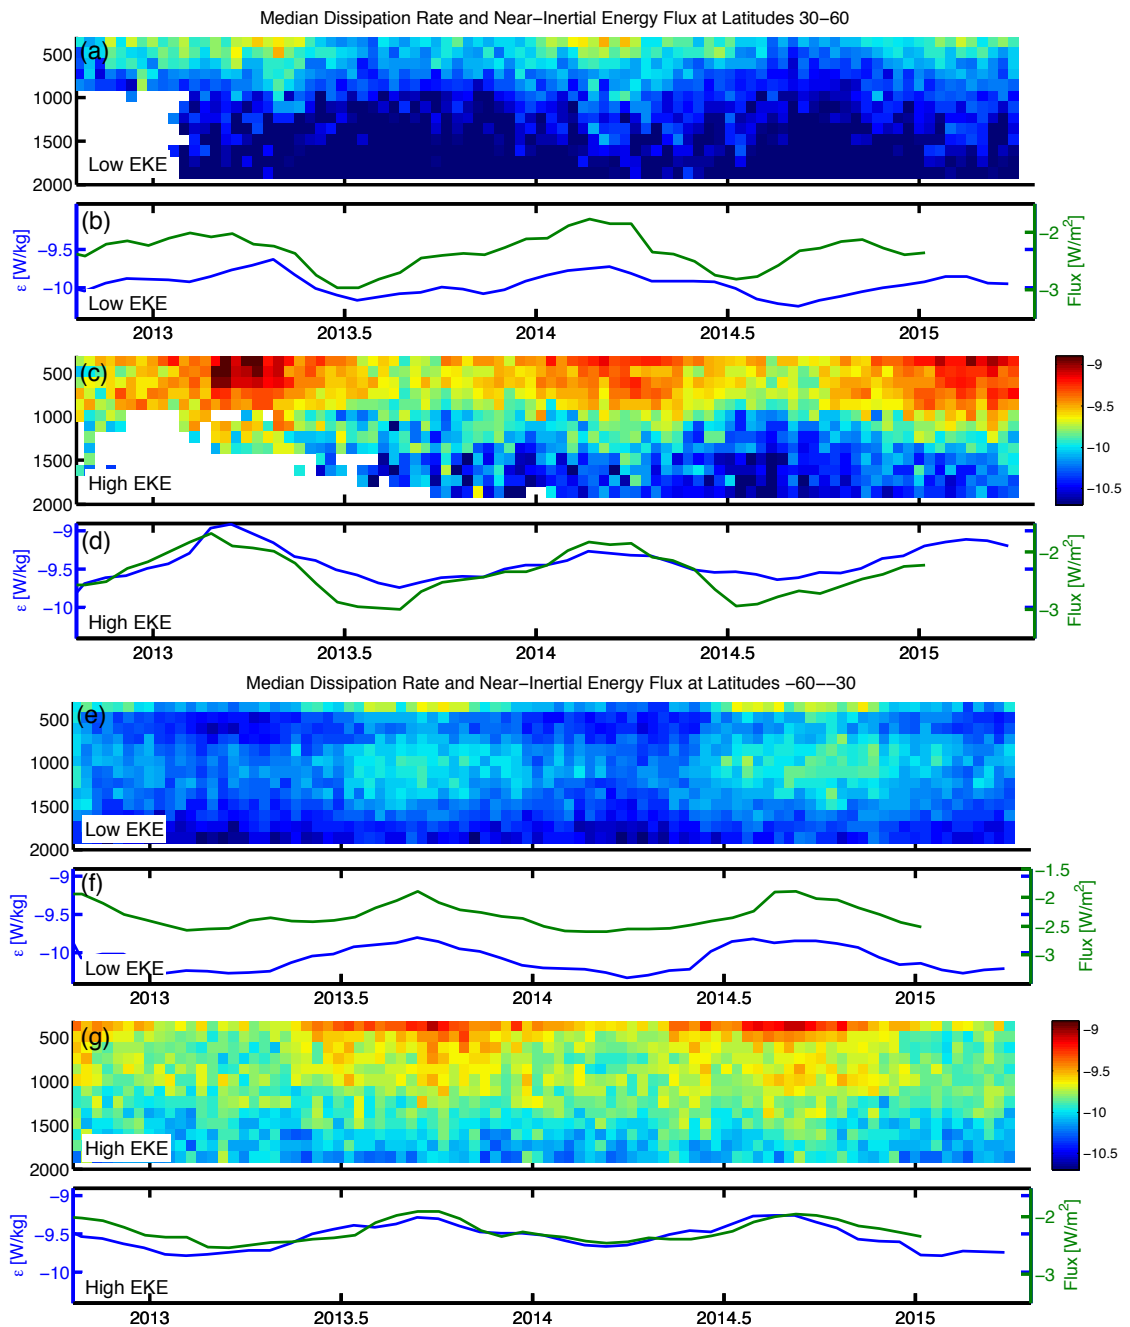 Median Dissipation Rate and Near−Inertial Energy Flux at Latitudes 30−60
(a)
500
1000
1500
2000
Low EKE
(b)
ε [W/kg]
−9.5
−10
Low EKE
−2
−3
Flux [W/m²]
2013 2013.5 2014 2014.5 2015
(c)
500
1000
1500
2000
High EKE
−9
−9.5
−10
−10.5
(d)
ε [W/kg]
−9
−9.5
−10
High EKE
−2
−3
Flux [W/m²]
2013 2013.5 2014 2014.5 2015
Median Dissipation Rate and Near−Inertial Energy Flux at Latitudes −60−−30
(e)
500
1000
1500
2000
Low EKE
(f)
ε [W/kg]
−9
−9.5
−10
Low EKE
−1.5
−2
−2.5
−3
Flux [W/m²]
2013 2013.5 2014 2014.5 2015
(g)
500
1000
1500
2000
High EKE
−9
−9.5
−10
−10.5
ε [W/kg]
−9
−9.5
−10
High EKE
−2
−3
Flux [W/m²]
2013 2013.5 2014 2014.5 2015